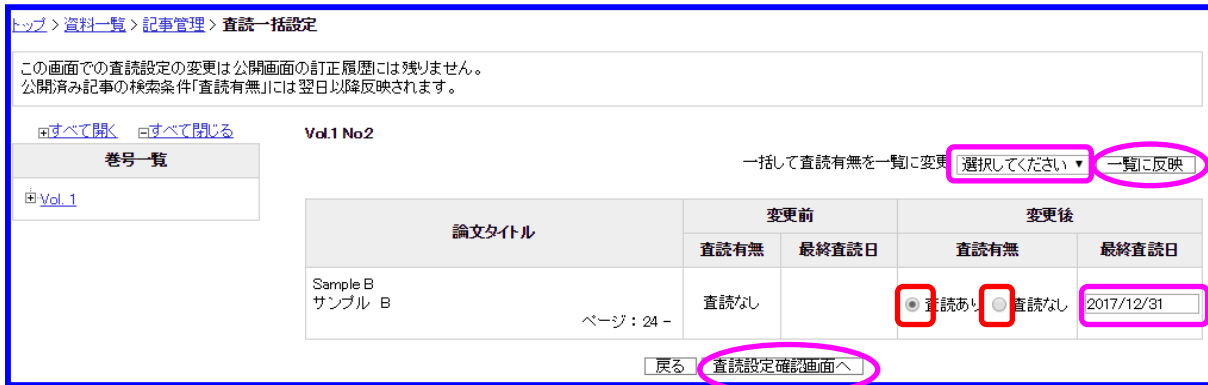 トップ > 資料一覧 > 記事管理 > 査読一括設定
この画面での査読設定の変更は公開画面の訂正履歴には残りません。
公開済み記事の検索条件「査読有無」には翌日以降反映されます。
すべて開く すべて閉じる
巻号一覧
Vol. 1
Vol.1 No.2
一括して査読有無を一覧に変更 選択してください 一覧に反映
論文タイトル 変更前 変更後
査読有無 最終査読日 査読有無 最終査読日
Sample B
サンプル B
ページ：24 -
査読なし 査読あり 査読なし 2017/12/31
戻る 査読設定確認画面へ